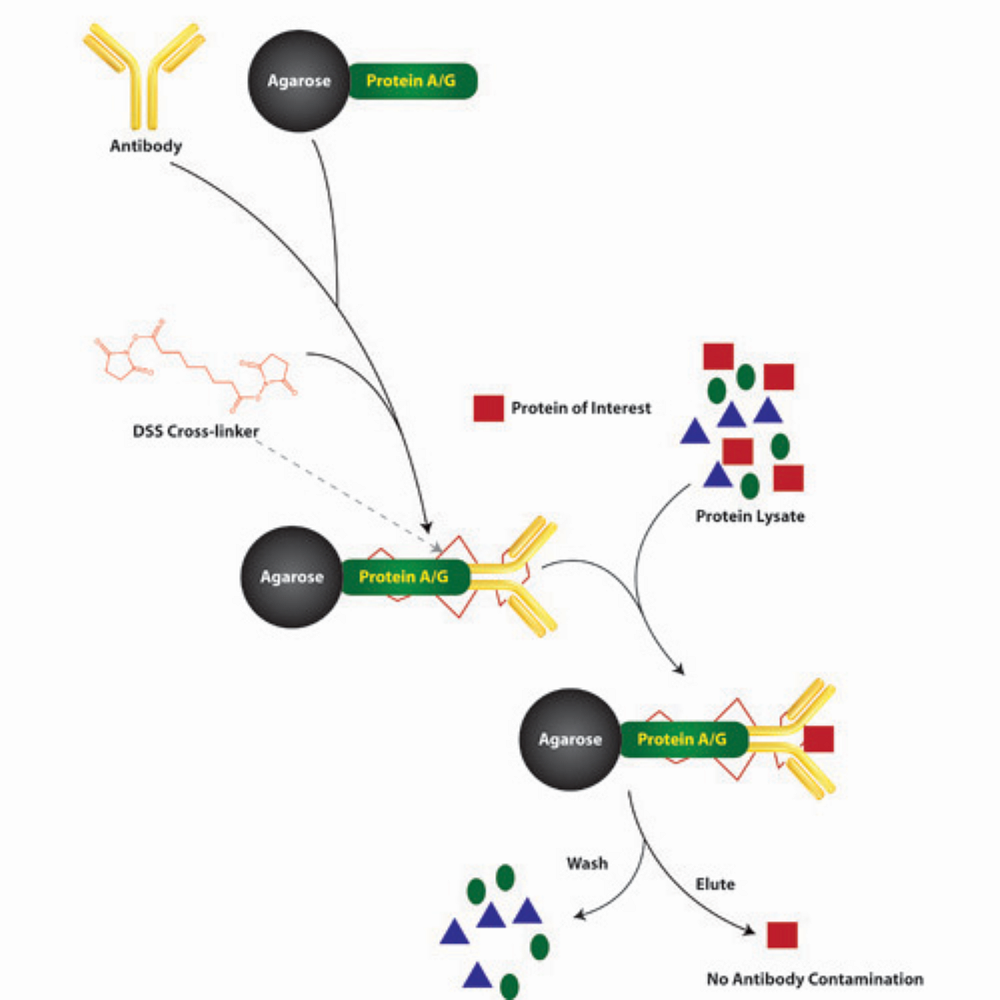 Agarose
Protein A/G
Antibody
DSS Cross-linker
Protein of Interest
Protein Lysate
Agarose
Protein A/G
Agarose
Protein A/G
Wash
Elute
No Antibody Contamination